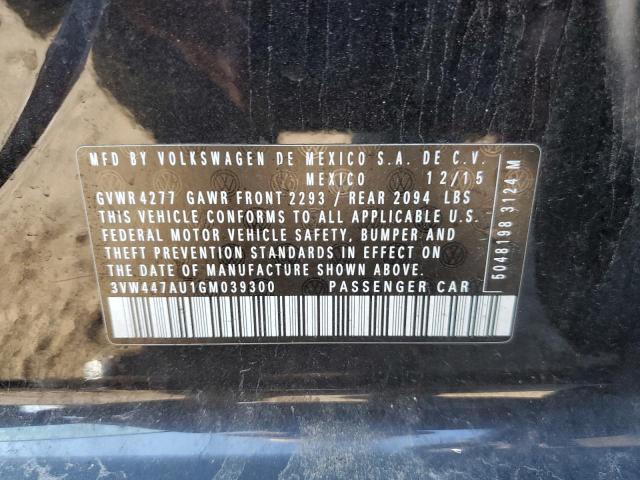 MFD BY VOLKSWAGEN DE MEXICO S.A. DE C.V.
MEXICO 12/15
GVWR 4277 GAWR FRONT 2293 / REAR 2094 LBS
THIS VEHICLE CONFORMS TO ALL APPLICABLE U.S.
FEDERAL MOTOR VEHICLE SAFETY, BUMPER AND
THEFT PREVENTION STANDARDS IN EFFECT ON
THE DATE OF MANUFACTURE SHOWN ABOVE.
3VW447AU1GM039300 PASSENGER CAR
5048198 3124 M